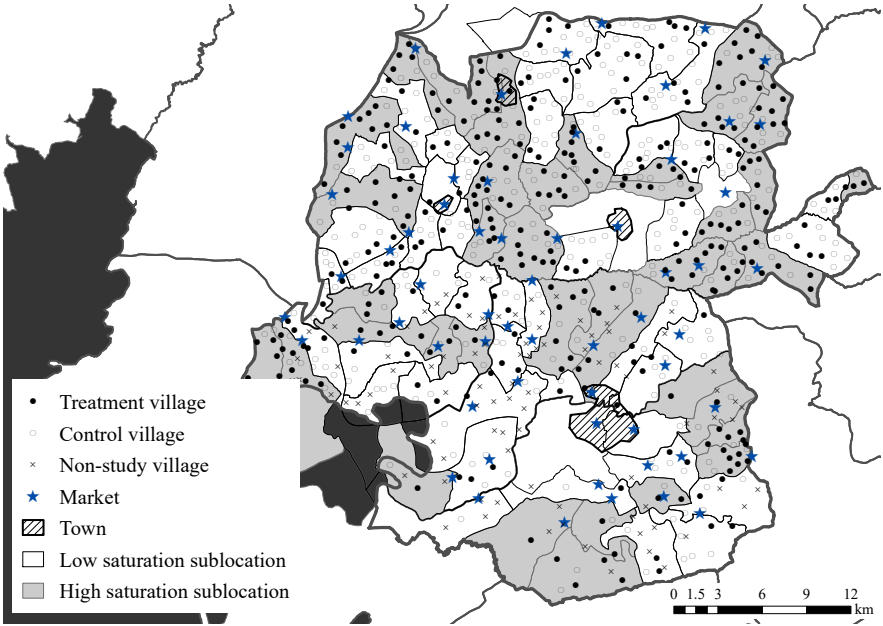 Treatment village
Control village
Non-study village
Market
Town
Low saturation sublocation
High saturation sublocation
0 1.5 3 6 9 12
km